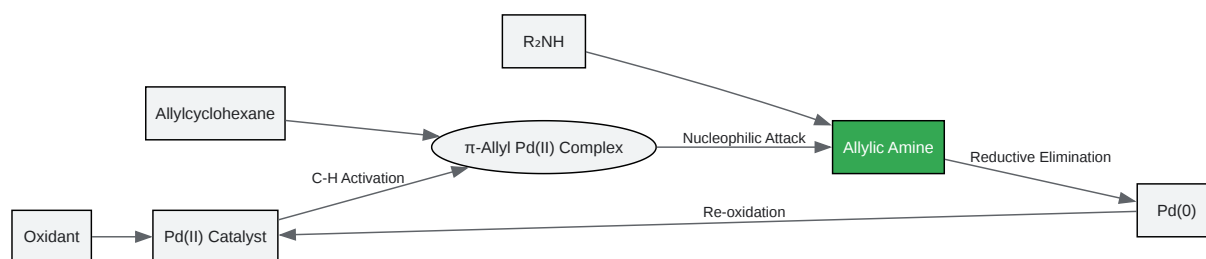 R₂NH
Allylcyclohexane
π-Allyl Pd(II) Complex
Nucleophilic Attack
Allylic Amine
Reductive Elimination
C-H Activation
Pd(0)
Re-oxidation
Oxidant
Pd(II) Catalyst